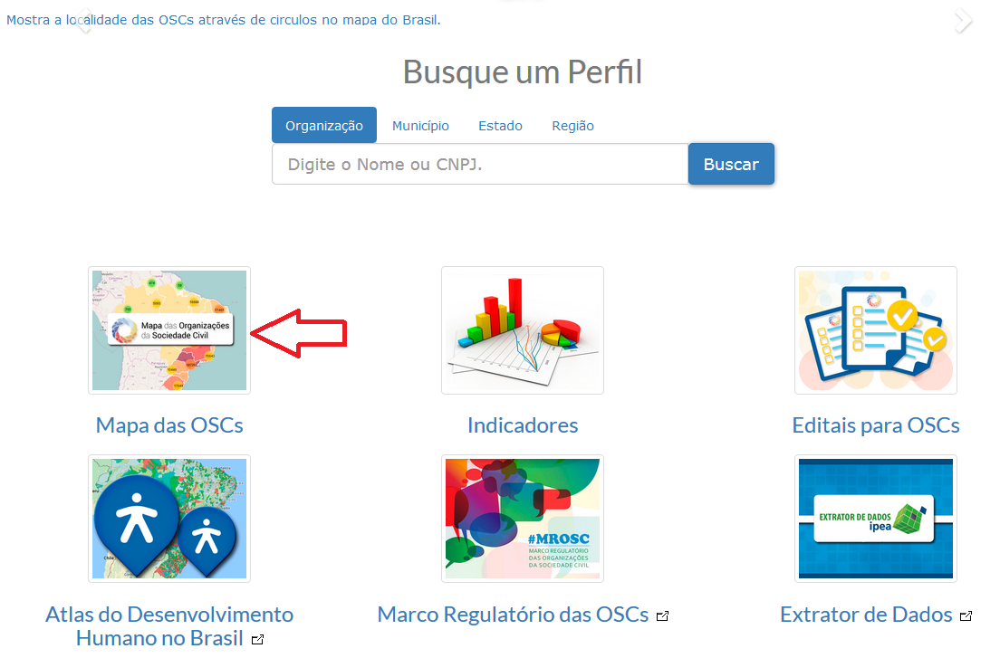 Mostra a localidade das OSCs através de circulos no mapa do Brasil.
Busque um Perfil
Organização Município Estado Região
Digite o Nome ou CNPJ. Buscar
Mapa das Organizações
da Sociedade Civil
Mapa das OSCs Indicadores Editais para OSCs
#MROSC
MARCO REGULATÓRIO
DAS ORGANIZAÇÕES
DA SOCIEDADE CIVIL
EXTRATOR DE DADOS
ipea
Atlas do Desenvolvimento
Humano no Brasil
Marco Regulatório das OSCs
Extrator de Dados